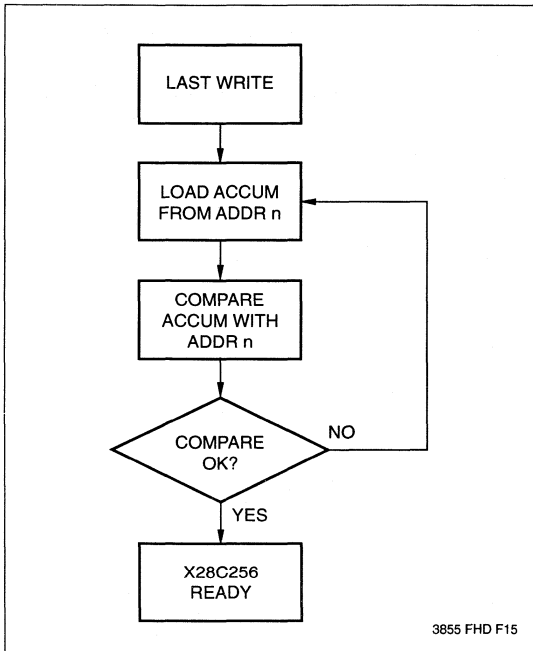 LAST WRITE
LOAD ACCUM
FROM ADDR n
COMPARE
ACCUM WITH
ADDR n
COMPARE
OK?
NO
YES
X28C256
READY
3855 FHD F15